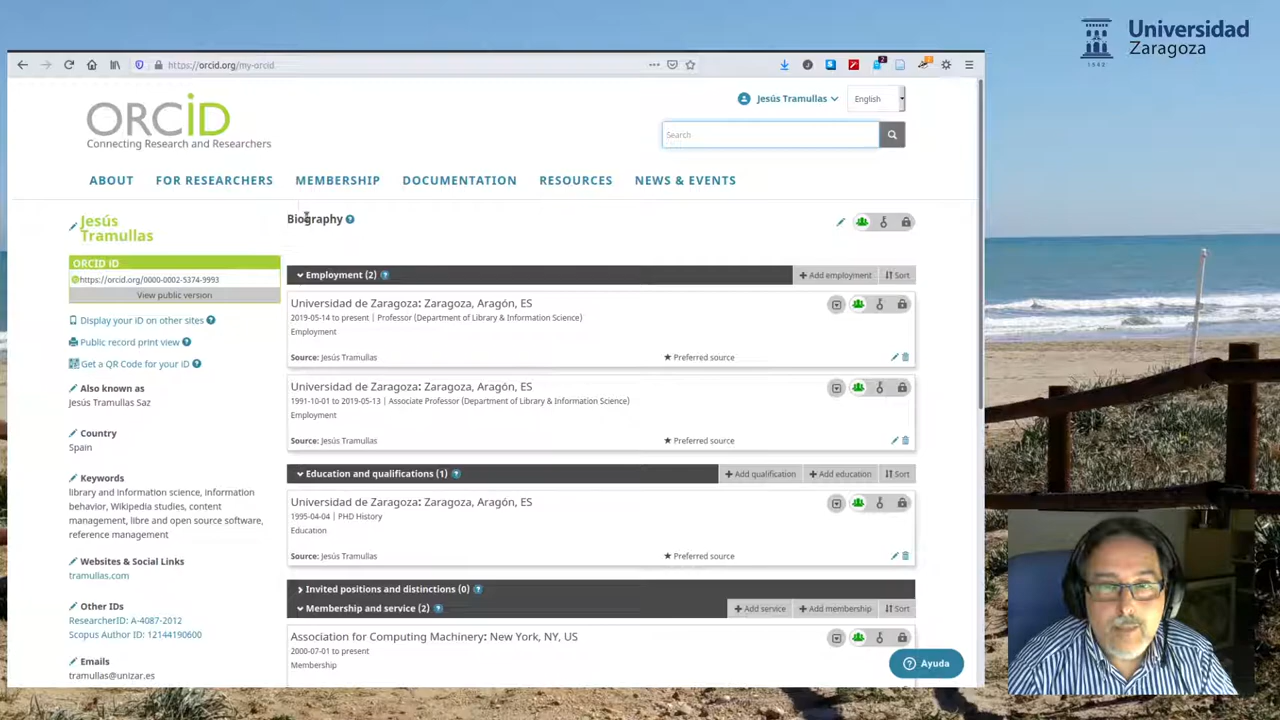 Universidad
Zaragoza
1542
https://orcid.org/my-orcid
2
ORCID
Connecting Research and Researchers
Jesús Tramullas
English
Search
ABOUT FOR RESEARCHERS MEMBERSHIP DOCUMENTATION RESOURCES NEWS & EVENTS
Jesús
Tramullas
ORCID iD
https://orcid.org/0000-0002-5374-9993
View public version
Display your iD on other sites
Public record print view
Get a QR Code for your iD
Also known as
Jesús Tramullas Saz
Country
Spain
Keywords
library and information science, information
behavior, Wikipedia studies, content
management, libre and open source software,
reference management
Websites & Social Links
tramullas.com
Other IDs
ResearcherID: A-4087-2012
Scopus Author ID: 12144190600
Emails
tramullas@unizar.es
Biography
Employment (2) Add employment Sort
Universidad de Zaragoza: Zaragoza, Aragón, ES
2019-05-14 to present | Professor (Department of Library & Information Science)
Employment
Source: Jesús Tramullas Preferred source
Universidad de Zaragoza: Zaragoza, Aragón, ES
1991-10-01 to 2019-05-13 | Associate Professor (Department of Library & Information Science)
Employment
Source: Jesús Tramullas Preferred source
Education and qualifications (1) Add qualification Add education Sort
Universidad de Zaragoza: Zaragoza, Aragón, ES
1995-04-04 | PHD History
Education
Source: Jesús Tramullas Preferred source
Invited positions and distinctions (0)
Membership and service (2) Add service Add membership Sort
Association for Computing Machinery: New York, NY, US
2000-07-01 to present
Membership
Ayuda